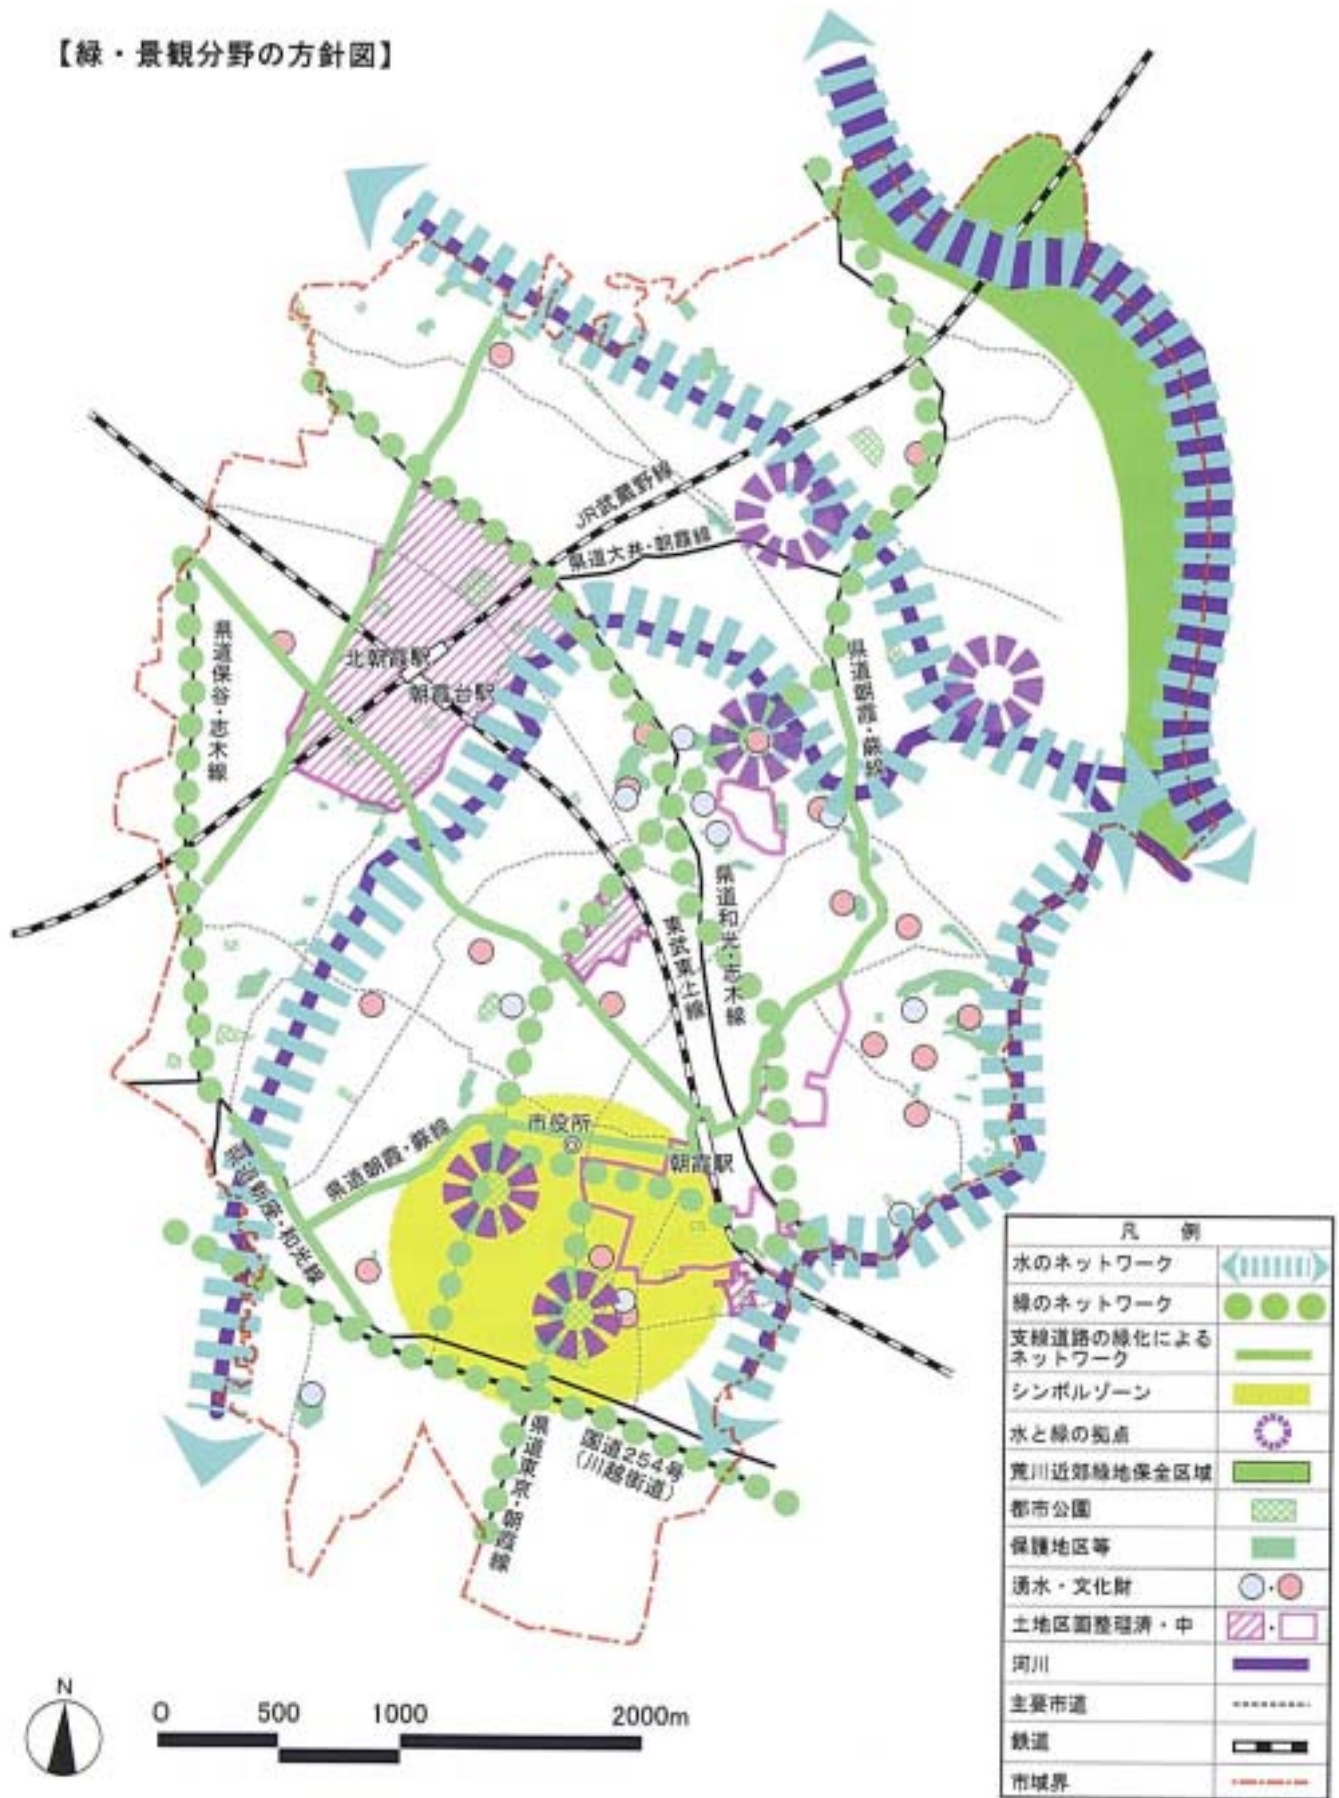 【緑・景観分野の方針図】
JR武蔵野線
県道大井・朝霞線
県道保谷・志木線
北朝霞駅
朝霞台駅
県道朝霞・蕨線
県道和光・志木線
東武東上線
市役所
朝霞駅
県道朝霞・蕨線
県道新座・和光線
県道東京・朝霞線
国道254号
(川越街道)
凡 例
水のネットワーク
緑のネットワーク
支線道路の緑化による
ネットワーク
シンボルゾーン
水と緑の拠点
荒川近郊緑地保全区域
都市公園
保護地区等
湧水・文化財
土地区画整理済・中
河川
主要市道
鉄道
市域界
N
0 500 1000 2000m